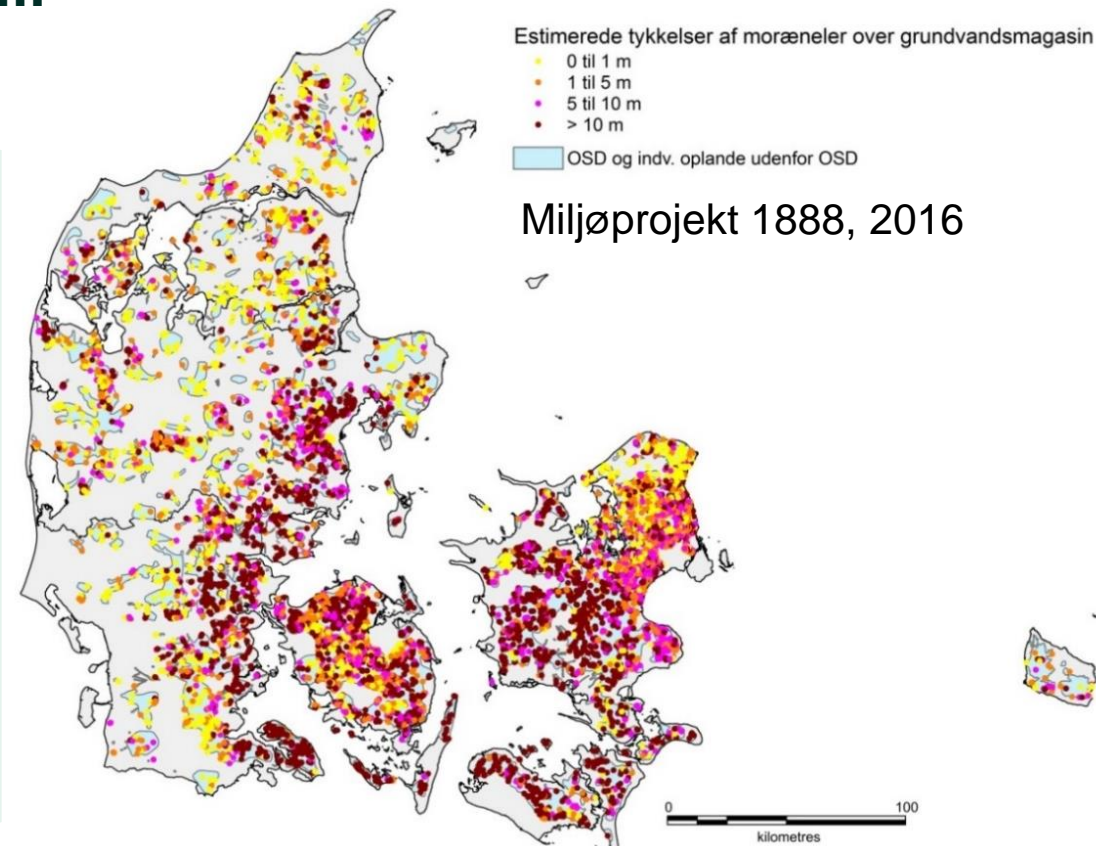 Estimerede tykkelser af moræneler over grundvandsmagasin
0 til 1 m
1 til 5 m
5 til 10 m
> 10 m
OSD og indv. oplande udenfor OSD
Miljøprojekt 1888, 2016
0 100
kilometres